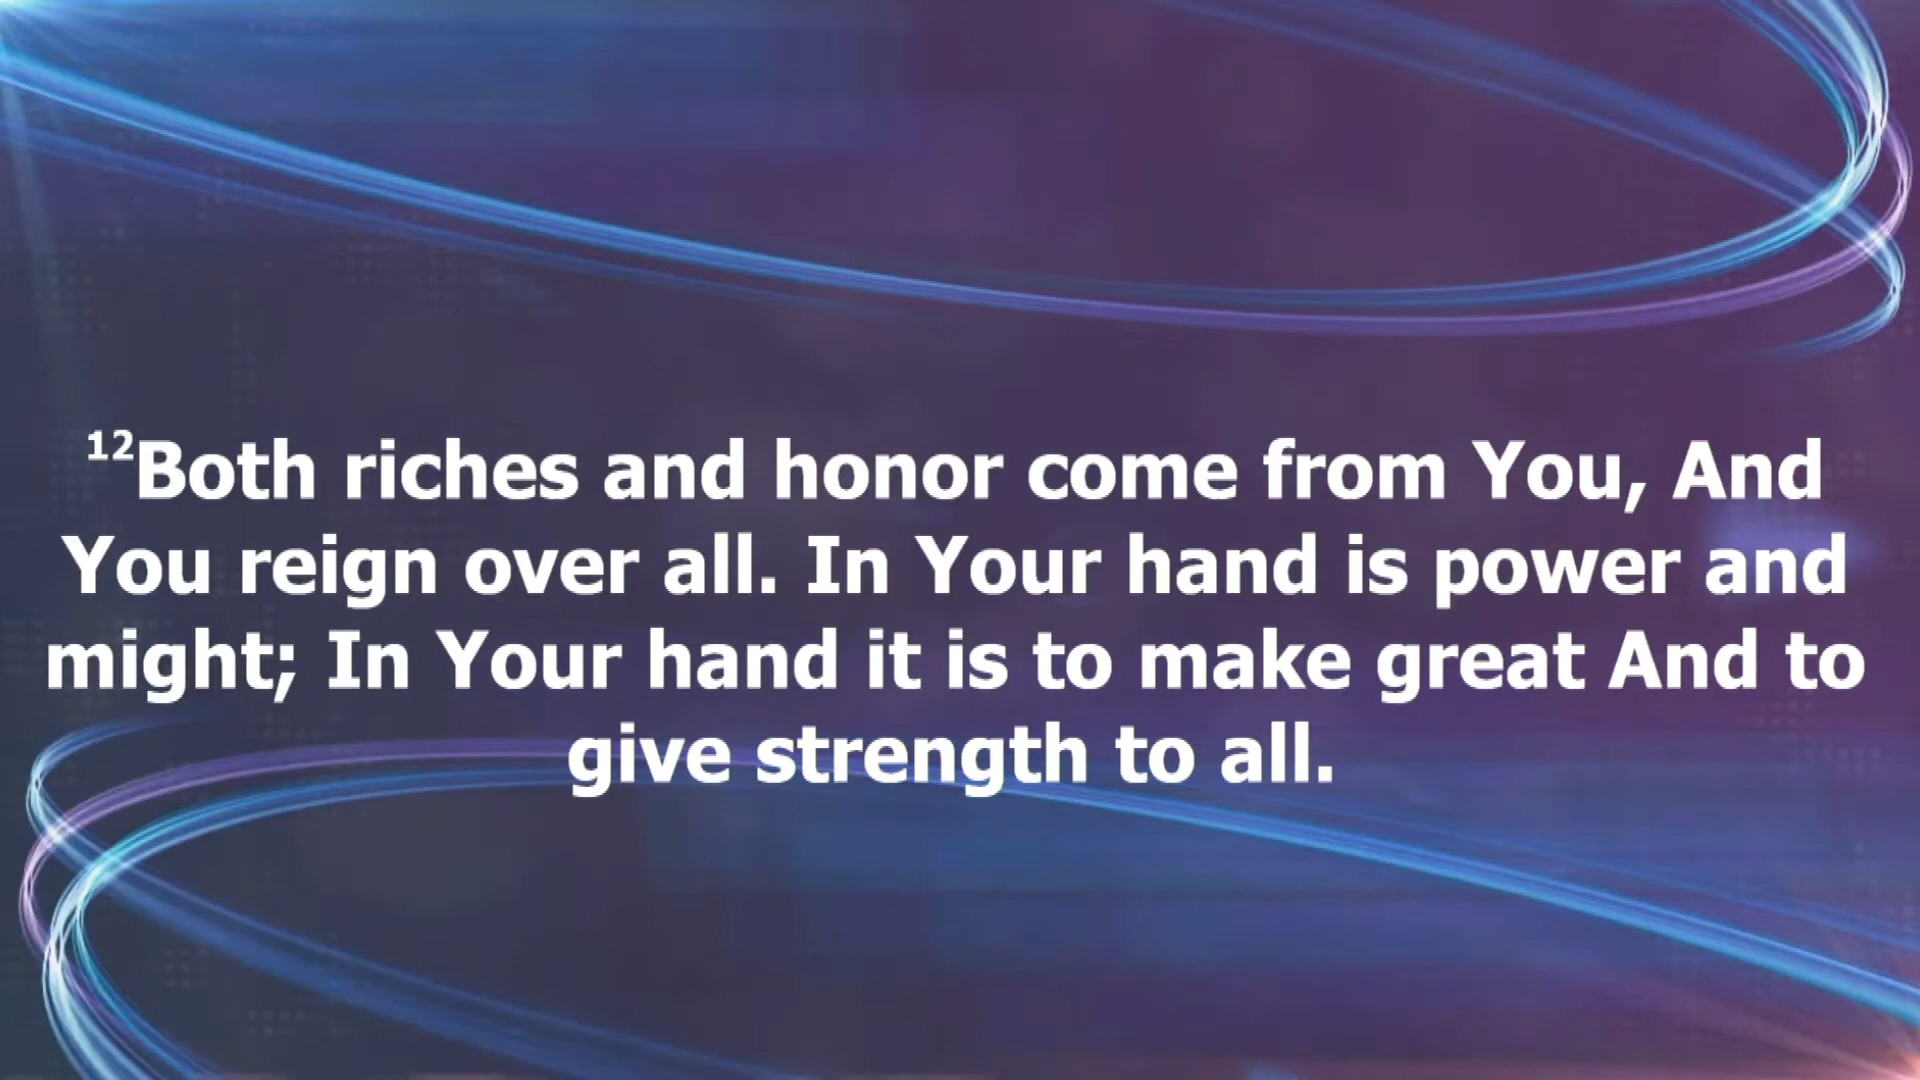 12Both riches and honor come from You, And
You reign over all. In Your hand is power and
might; In Your hand it is to make great And to
give strength to all.